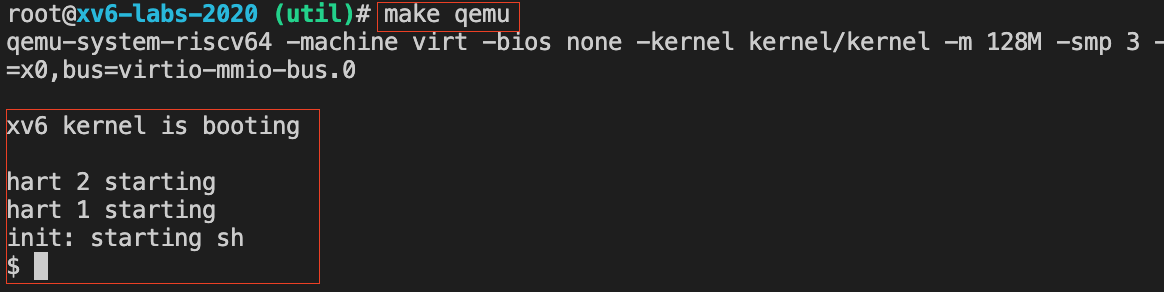 root@xv6-labs-2020 (util)# make qemu
qemu-system-riscv64 -machine virt -bios none -kernel kernel/kernel -m 128M -smp 3 -
=x0,bus=virtio-mmio-bus.0
xv6 kernel is booting
hart 2 starting
hart 1 starting
init: starting sh
$